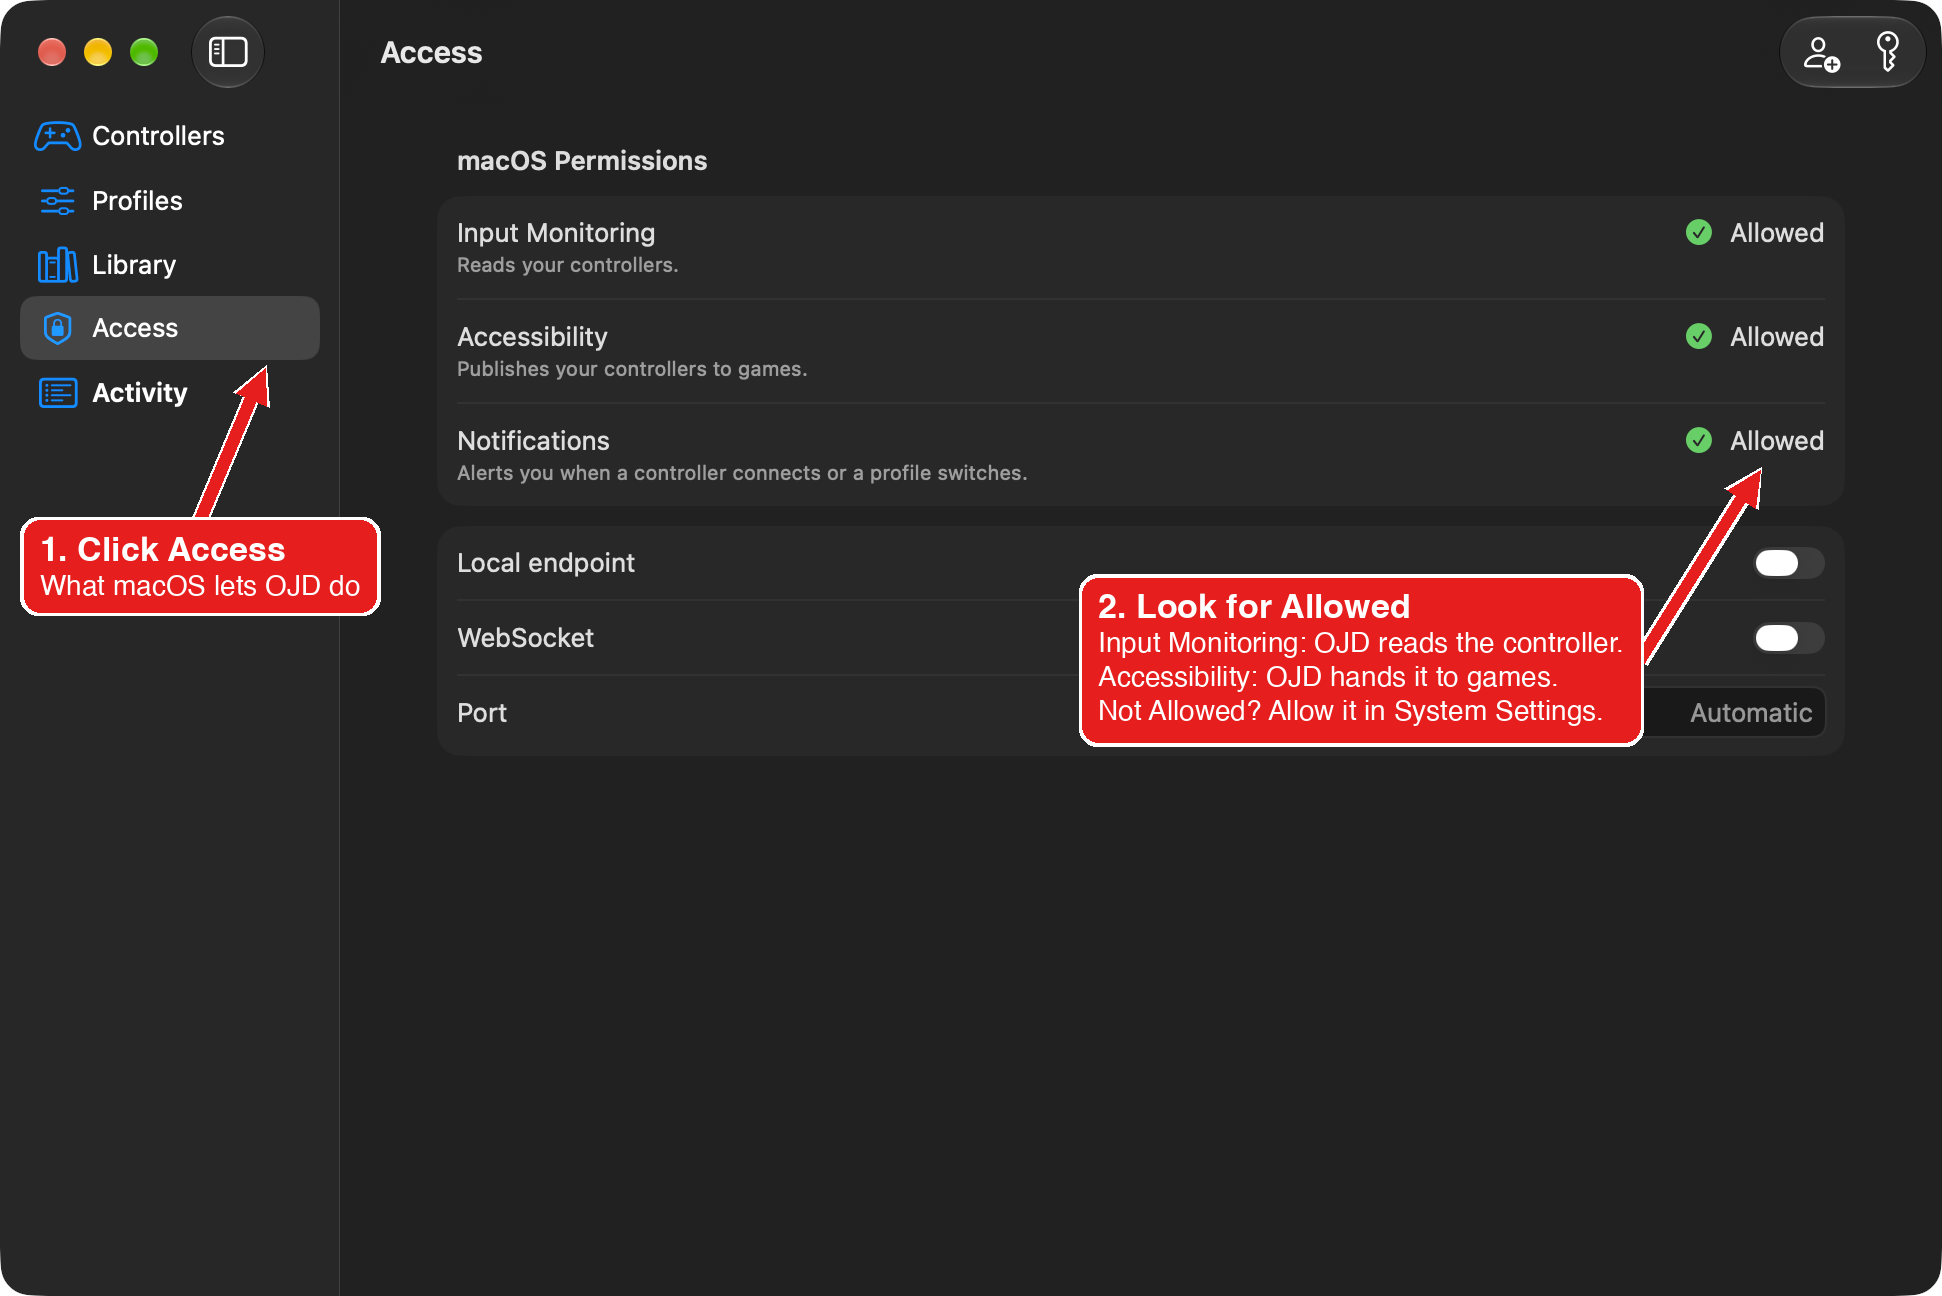 Access
Controllers
Profiles
Library
Access
Activity
macOS Permissions
Input Monitoring
Allowed
Reads your controllers.
Accessibility
Allowed
Publishes your controllers to games.
Notifications
Allowed
Alerts you when a controller connects or a profile switches.
Local endpoint
WebSocket
Port
Automatic
1. Click Access
What macOS lets OJD do
2. Look for Allowed
Input Monitoring: OJD reads the controller.
Accessibility: OJD hands it to games.
Not Allowed? Allow it in System Settings.